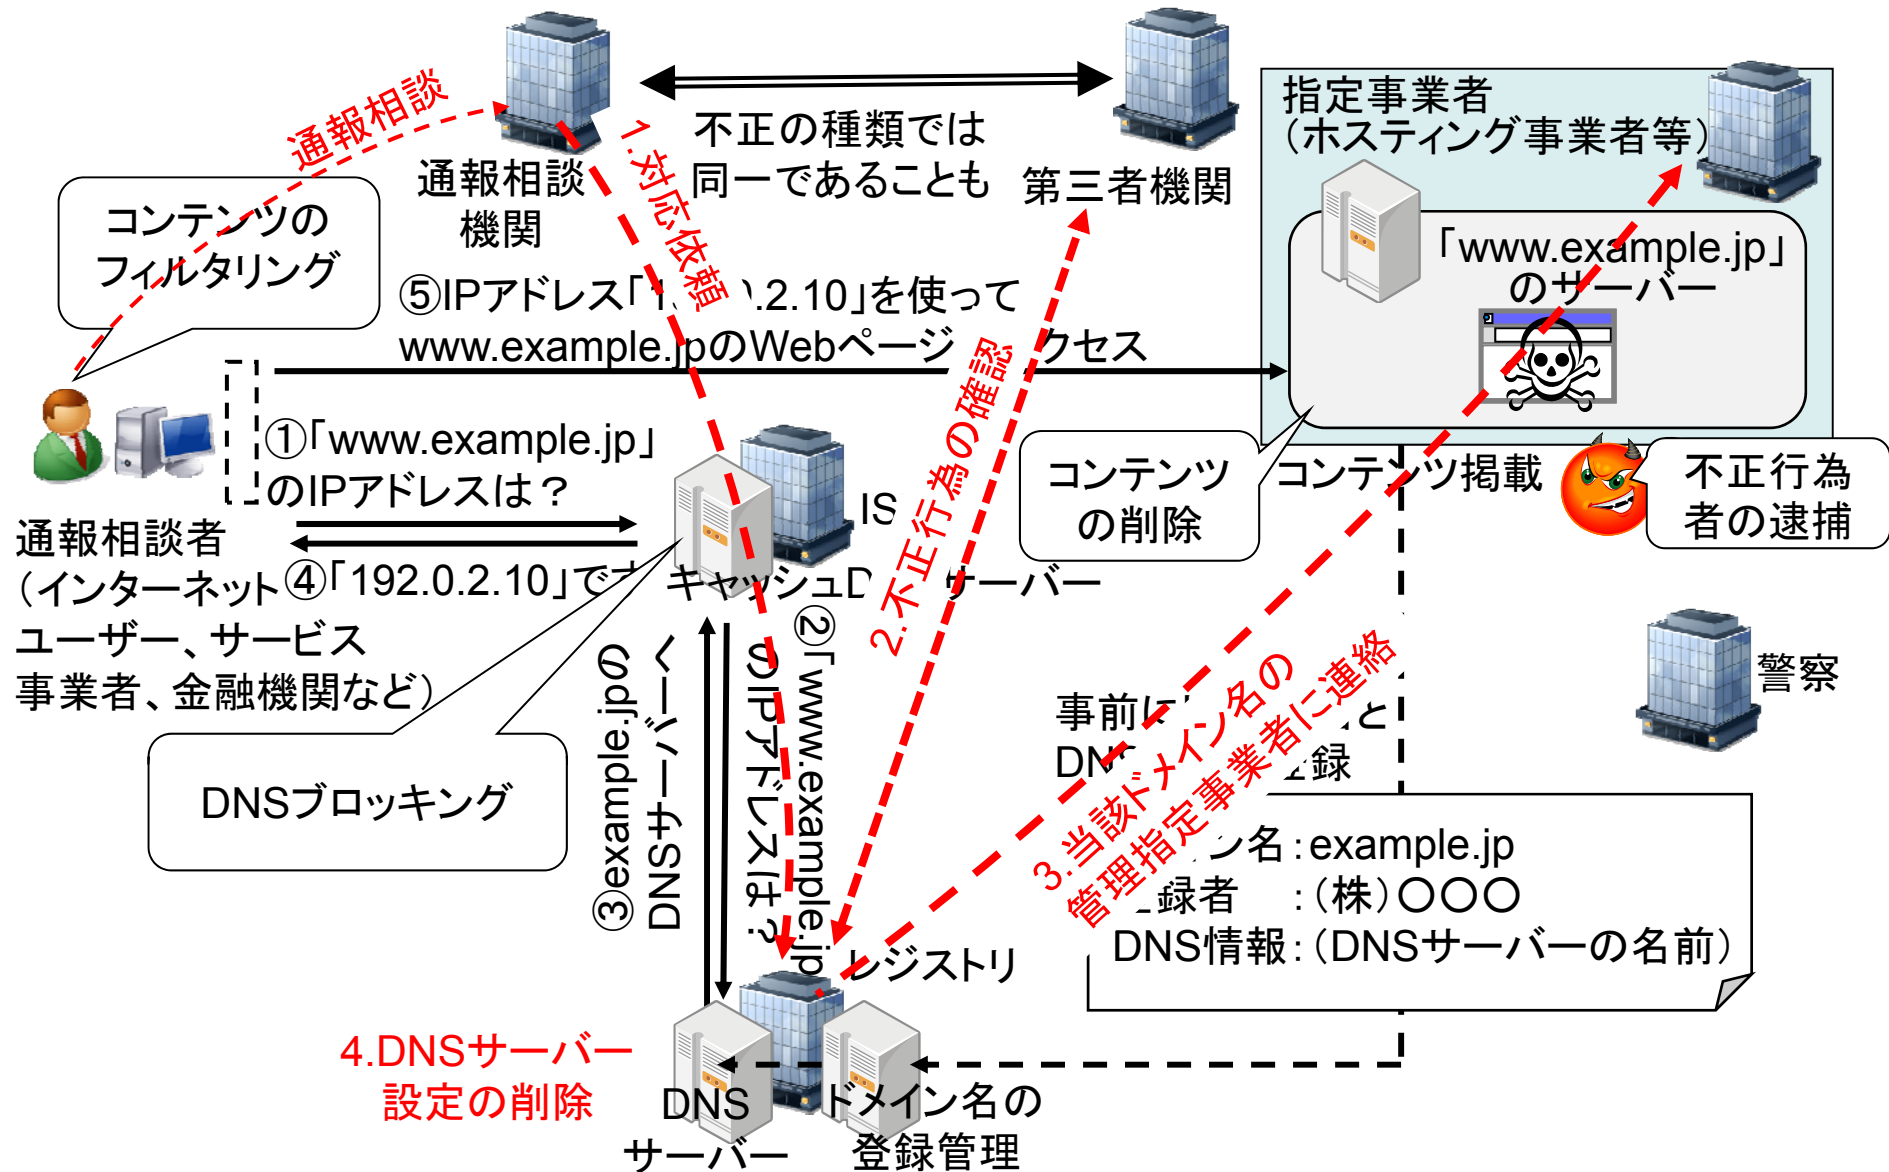 通報相談
通報相談
機関
1.対応依頼
不正の種類では
同一であることも
第三者機関
指定事業者
（ホスティング事業者等）
「www.example.jp」
のサーバー
コンテンツの
フィルタリング
⑤IPアドレス「1 .2.10」を使って
www.example.jpのWebページ クセス
①「www.example.jp」
のIPアドレスは？
④「192.0.2.10」です
通報相談者
（インターネット
ユーザー、サービス
事業者、金融機関など）
IS
キャッシュD サーバー
2.不正行為の確認
コンテンツ
の削除
コンテンツ掲載
不正行為
者の逮捕
警察
DNSブロッキング
③example.jpの
DNSサーバーへ
②「www.example.jp
のIPアドレスは？
事前に と
DN 録
3.当該ドメイン名の
管理指定事業者に連絡
ン名：example.jp
録者　：（株）〇〇〇
DNS情報：（DNSサーバーの名前）
レジストリ
4.DNSサーバー
設定の削除
DNS
サーバー
ドメイン名の
登録管理